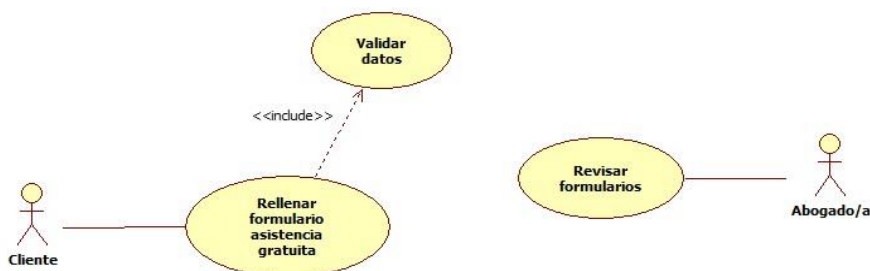 Validar
datos
<<include>>
Revisar
formularios
Rellenar
formulario
asistencia
gratuita
Abogado/a
Cliente